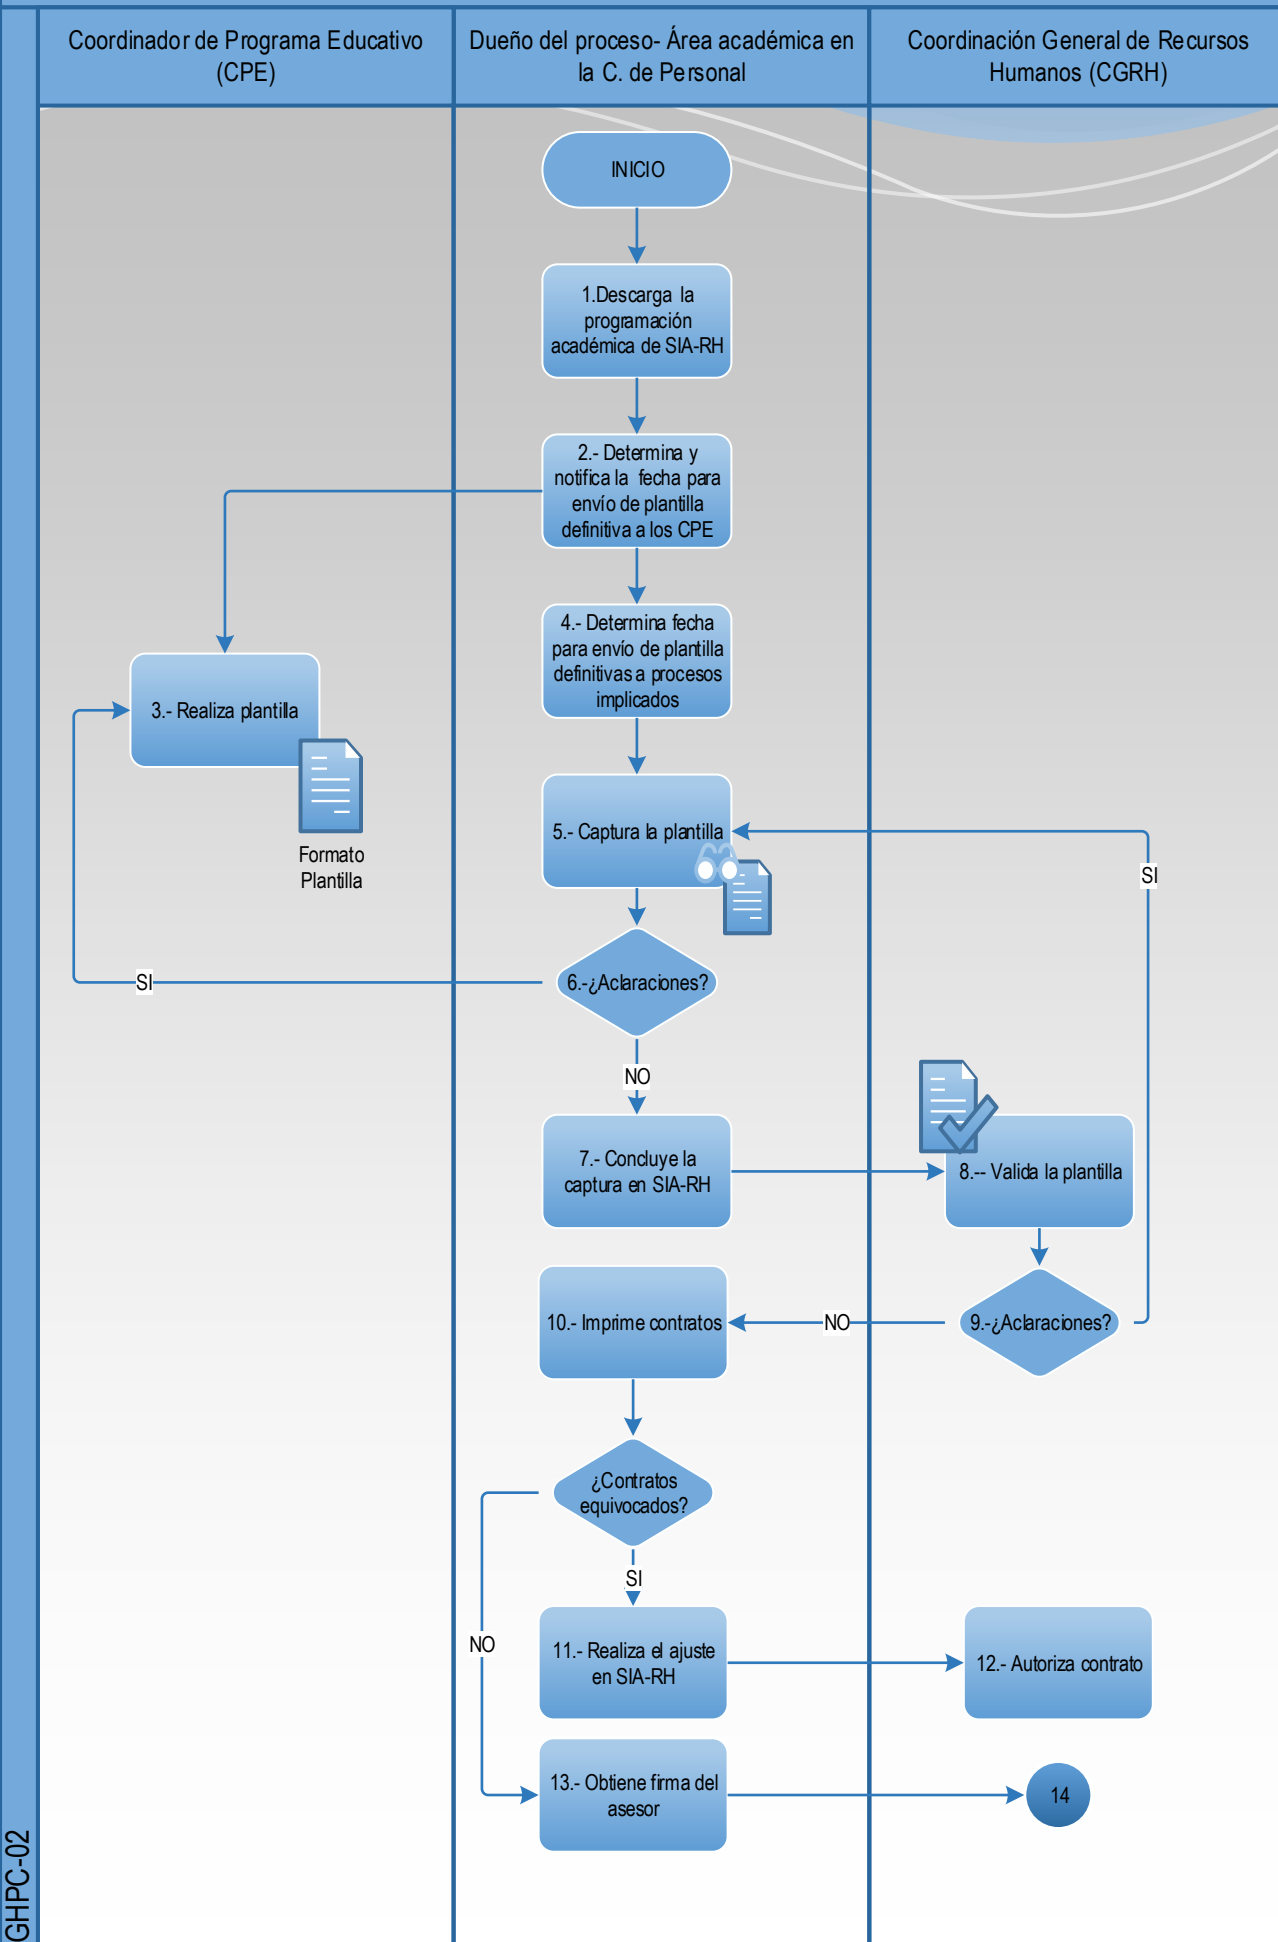 Coordinador de Programa Educativo
(CPE)
Dueño del proceso- Área académica en
la C. de Personal
Coordinación General de Recursos
Humanos (CGRH)
INICIO
1.Descarga la
programación
académica de SIA-RH
2.- Determina y
notifica la fecha para
envío de plantilla
definitiva a los CPE
4.- Determina fecha
para envío de plantilla
definitivas a procesos
implicados
3.- Realiza plantilla
Formato
Plantilla
5.- Captura la plantilla
SI
6.-¿Aclaraciones?
SI
NO
7.- Concluye la
captura en SIA-RH
8.-- Valida la plantilla
9.-¿Aclaraciones?
NO
10.- Imprime contratos
¿Contratos
equivocados?
SI
NO
11.- Realiza el ajuste
en SIA-RH
12.- Autoriza contrato
13.- Obtiene firma del
asesor
14
GHPC-02